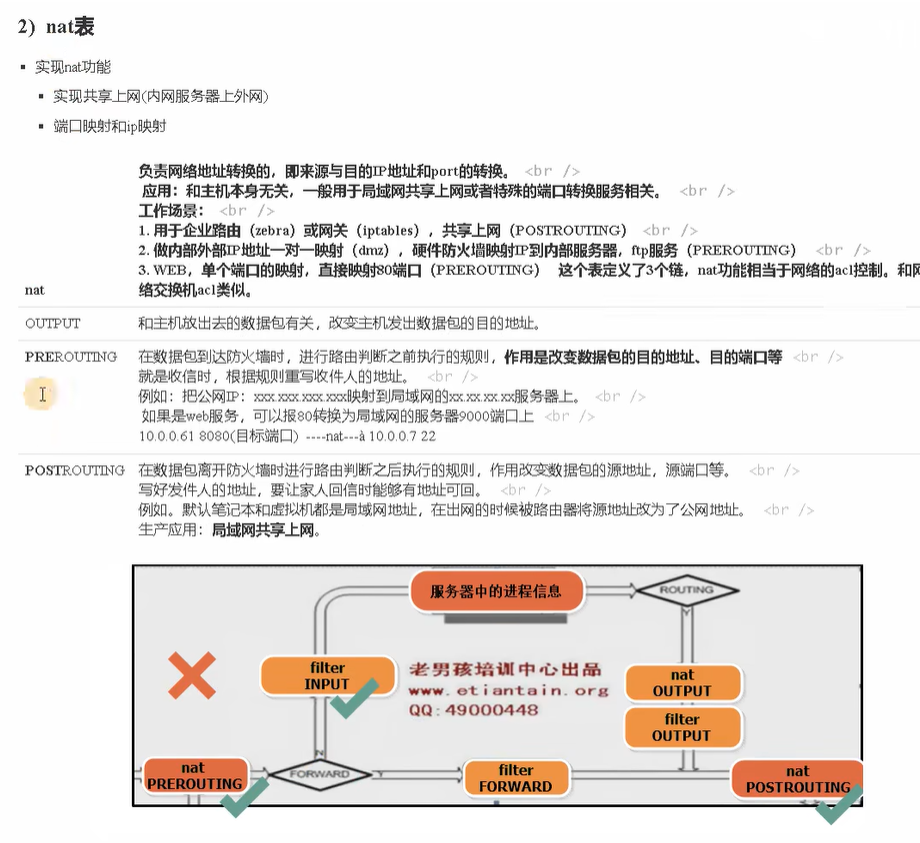 2) nat表
▪ 实现nat功能
▪ 实现共享上网(内网服务器上外网)
▪ 端口映射和ip映射
负责网络地址转换的，即来源与目的IP地址和port的转换。 <br />
应用：和主机本身无关，一般用于局域网共享上网或者特殊的端口转换服务相关。 <br />
工作场景： <br />
1. 用于企业路由（zebra）或网关（iptables），共享上网（POSTROUTING） <br />
2. 做内部外部IP地址一对一映射（dmz），硬件防火墙映射IP到内部服务器，ftp服务（PREROUTING） <br />
3. WEB，单个端口的映射，直接映射80端口（PREROUTING） 这个表定义了3个链，nat功能相当于网络的acl控制。和网
nat 络交换机acl类似。
OUTPUT 和主机放出去的数据包有关，改变主机发出数据包的目的地址。
PREROUTING 在数据包到达防火墙时，进行路由判断之前执行的规则，作用是改变数据包的目的地址、目的端口等 <br />
就是收信时，根据规则重写收件人的地址。 <br />
例如：把公网IP：xxx.xxx.xxx.xxx映射到局域网的xx.xx.xx.xx服务器上。 <br />
如果是web服务，可以报80转换为局域网的服务器9000端口上 <br />
10.0.0.61 8080(目标端口) ----nat---à 10.0.0.7 22
POSTROUTING 在数据包离开防火墙时进行路由判断之后执行的规则，作用改变数据包的源地址，源端口等。 <br />
写好发件人的地址，要让家人回信时能够有地址可回。 <br />
例如。默认笔记本和虚拟机都是局域网地址，在出网的时候被路由器将源地址改为了公网地址。 <br />
生产应用：局域网共享上网。
服务器中的进程信息
ROUTING
filter
INPUT
老男孩培训中心出品
www.etiantain.org
QQ:49000448
nat
OUTPUT
filter
OUTPUT
nat
PREROUTING
N
FORWARD
Y
filter
FORWARD
nat
POSTROUTING